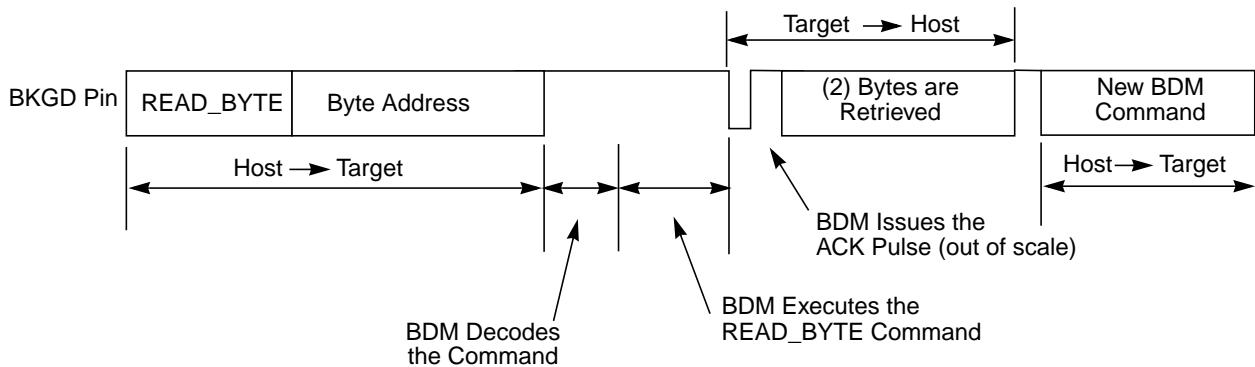 Target → Host
BKGD Pin
READ_BYTE
Byte Address
(2) Bytes are
Retrieved
New BDM
Command
Host → Target
Host → Target
BDM Issues the
ACK Pulse (out of scale)
BDM Decodes
the Command
BDM Executes the
READ_BYTE Command